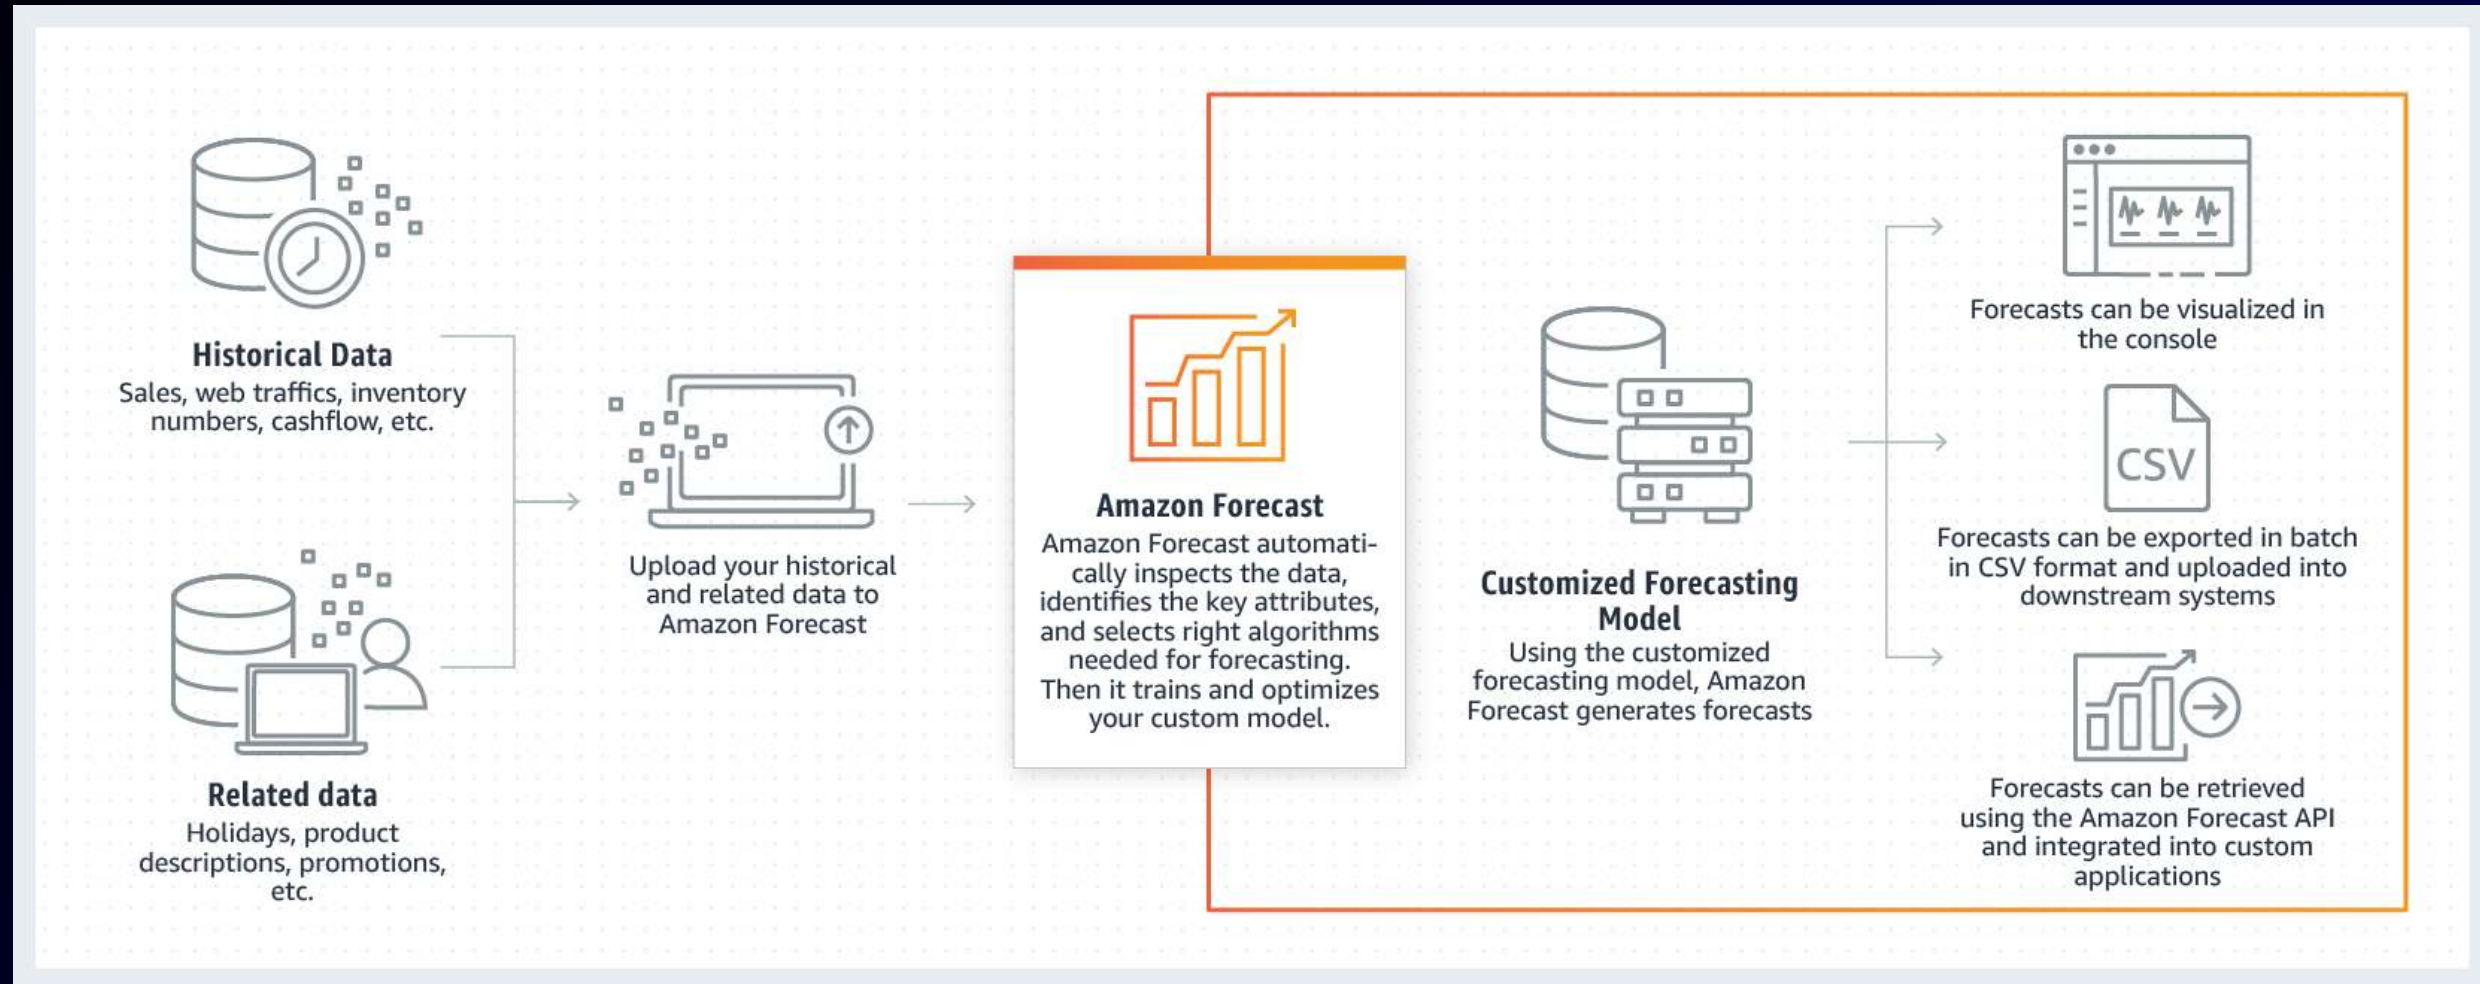 Historical Data
Sales, web traffics, inventory
numbers, cashflow, etc.
Related data
Holidays, product
descriptions, promotions,
etc.
Upload your historical
and related data to
Amazon Forecast
Amazon Forecast
Amazon Forecast automati-
cally inspects the data,
identifies the key attributes,
and selects right algorithms
needed for forecasting.
Then it trains and optimizes
your custom model.
Customized Forecasting
Model
Using the customized
forecasting model, Amazon
Forecast generates forecasts
Forecasts can be visualized in
the console
CSV
Forecasts can be exported in batch
in CSV format and uploaded into
downstream systems
Forecasts can be retrieved
using the Amazon Forecast API
and integrated into custom
applications